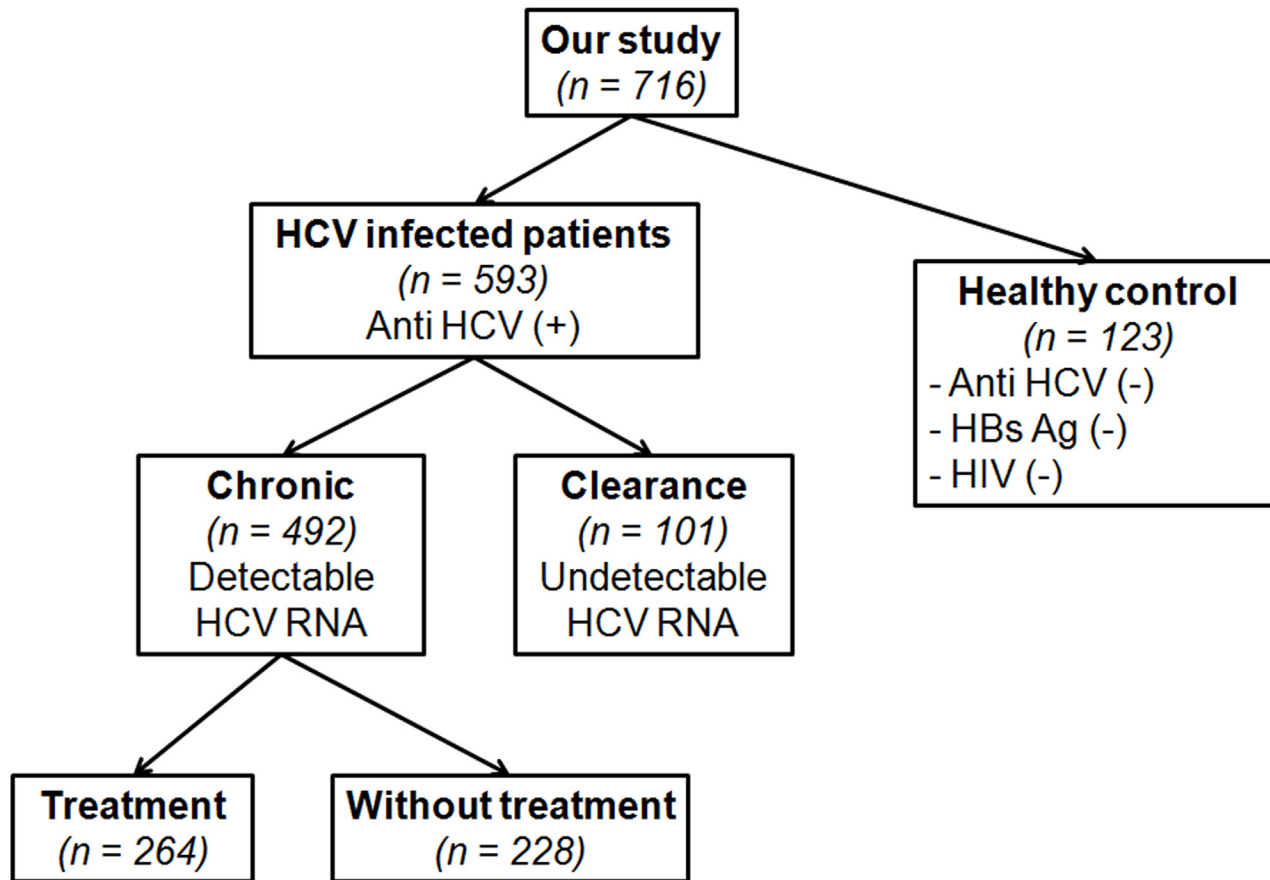 Our study
(n = 716)
HCV infected patients
(n = 593)
Anti HCV (+)
Healthy control
(n = 123)
- Anti HCV (-)
- HBs Ag (-)
- HIV (-)
Chronic
(n = 492)
Detectable
HCV RNA
Clearance
(n = 101)
Undetectable
HCV RNA
Treatment
(n = 264)
Without treatment
(n = 228)